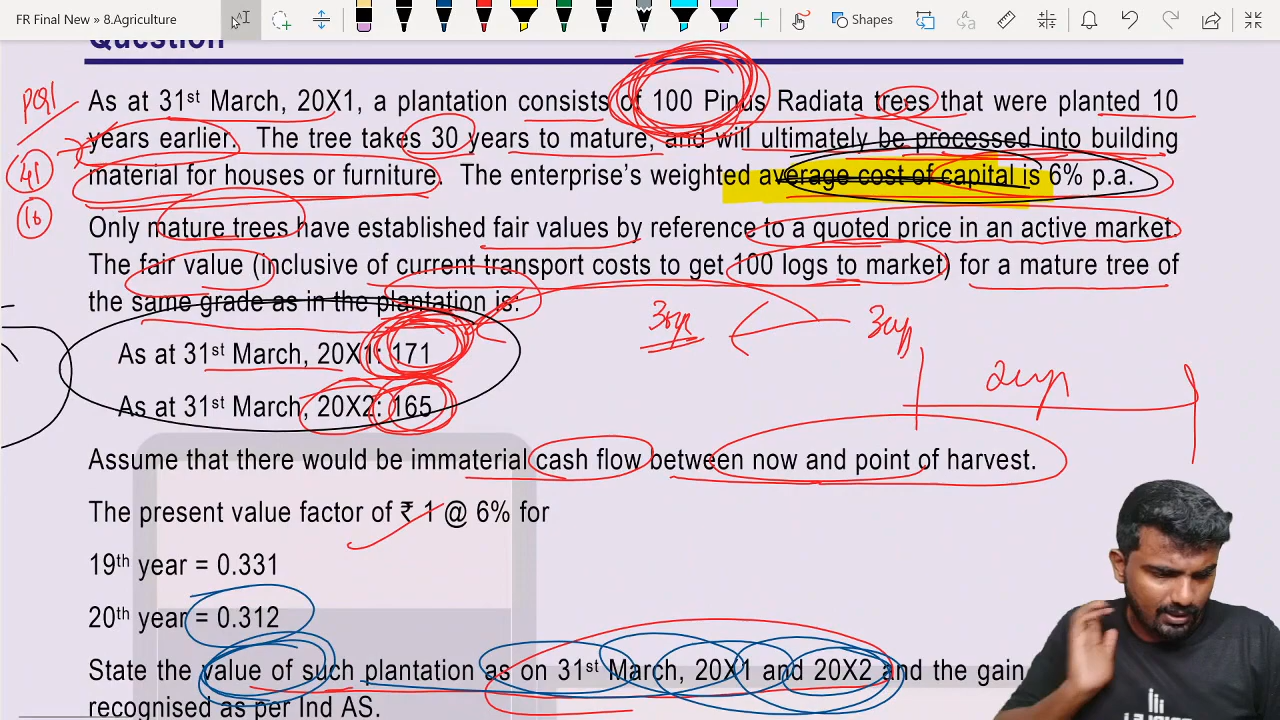 FR Final New > 8.Agriculture
Shapes
Question
PQ1
As at 31st March, 20X1, a plantation consists of 100 Pinus Radiata trees that were planted 10
years earlier. The tree takes 30 years to mature, and will ultimately be processed into building
41
material for houses or furniture. The enterprise's weighted average cost of capital is 6% p.a.
16
Only mature trees have established fair values by reference to a quoted price in an active market.
The fair value (inclusive of current transport costs to get 100 logs to market) for a mature tree of
the same grade as in the plantation is:
As at 31st March, 20X1: 171
As at 31st March, 20X2: 165
Assume that there would be immaterial cash flow between now and point of harvest.
The present value factor of ₹ 1 @ 6% for
19th year = 0.331
20th year = 0.312
State the value of such plantation as on 31st March, 20X1 and 20X2 and the gain
recognised as per Ind AS.